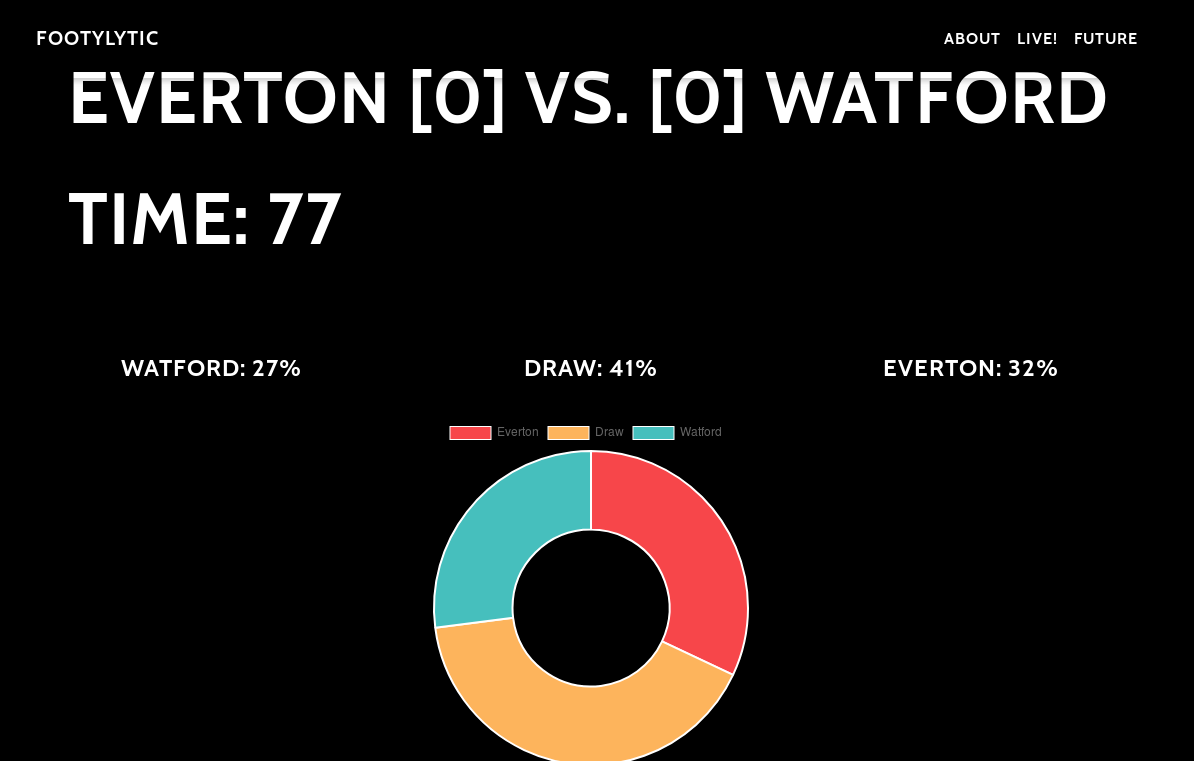 FOOTYLYTIC ABOUT LIVE! FUTURE
EVERTON [0] VS. [0] WATFORD
TIME: 77
WATFORD: 27% DRAW: 41% EVERTON: 32%
Everton Draw Watford